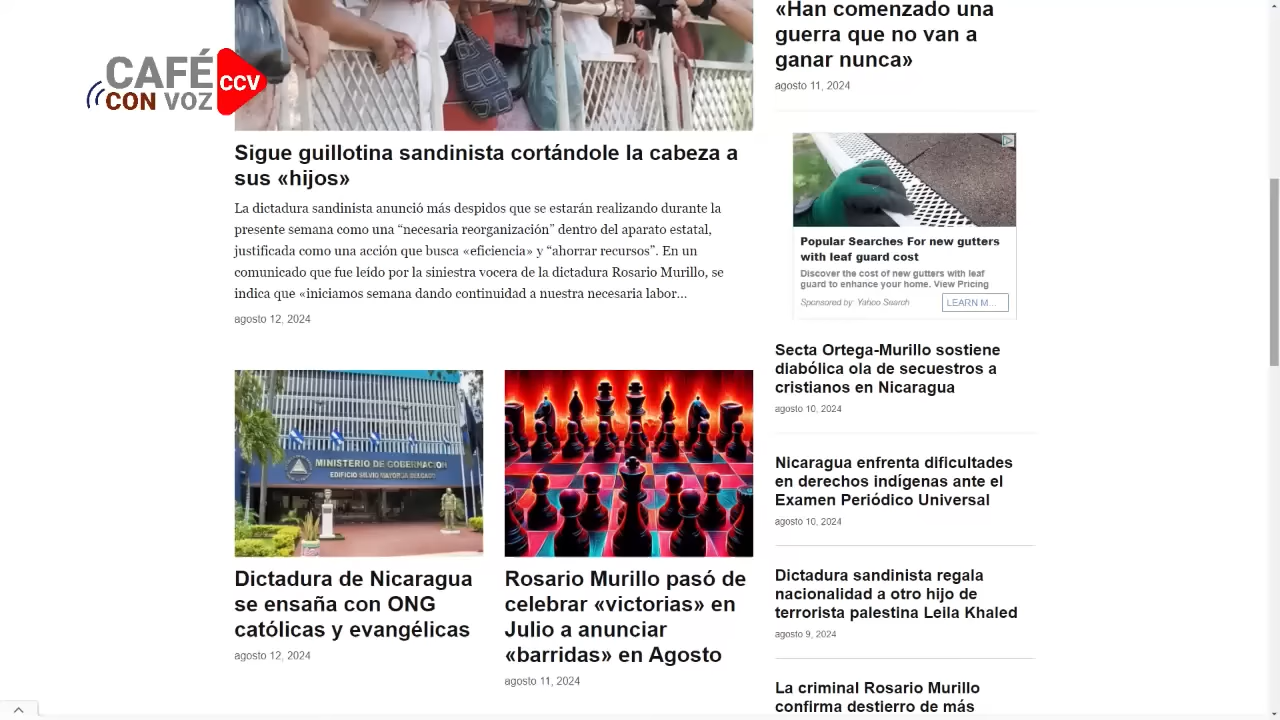 CAFÉ
CON VOZ
CCV
Sigue guillotina sandinista cortándole la cabeza a
sus «hijos»
La dictadura sandinista anunció más despidos que se estarán realizando durante la
presente semana como una “necesaria reorganización” dentro del aparato estatal,
justificada como una acción que busca «eficiencia» y “ahorrar recursos”. En un
comunicado que fue leído por la siniestra vocera de la dictadura Rosario Murillo, se
indica que «iniciamos semana dando continuidad a nuestra necesaria labor...
agosto 12, 2024
MINISTERIO DE GOBERNACION
EDIFICIO SILVIO MAYORGA DELGADO
Dictadura de Nicaragua
se ensaña con ONG
católicas y evangélicas
agosto 12, 2024
Rosario Murillo pasó de
celebrar «victorias» en
Julio a anunciar
«barridas» en Agosto
agosto 11, 2024
«Han comenzado una
guerra que no van a
ganar nunca»
agosto 11, 2024
Popular Searches For new gutters
with leaf guard cost
Discover the cost of new gutters with leaf
guard to enhance your home. View Pricing
Sponsored by Yahoo Search
LEARN M...
Secta Ortega-Murillo sostiene
diabólica ola de secuestros a
cristianos en Nicaragua
agosto 10, 2024
Nicaragua enfrenta dificultades
en derechos indígenas ante el
Examen Periódico Universal
agosto 10, 2024
Dictadura sandinista regala
nacionalidad a otro hijo de
terrorista palestina Leila Khaled
agosto 9, 2024
La criminal Rosario Murillo
confirma destierro de más